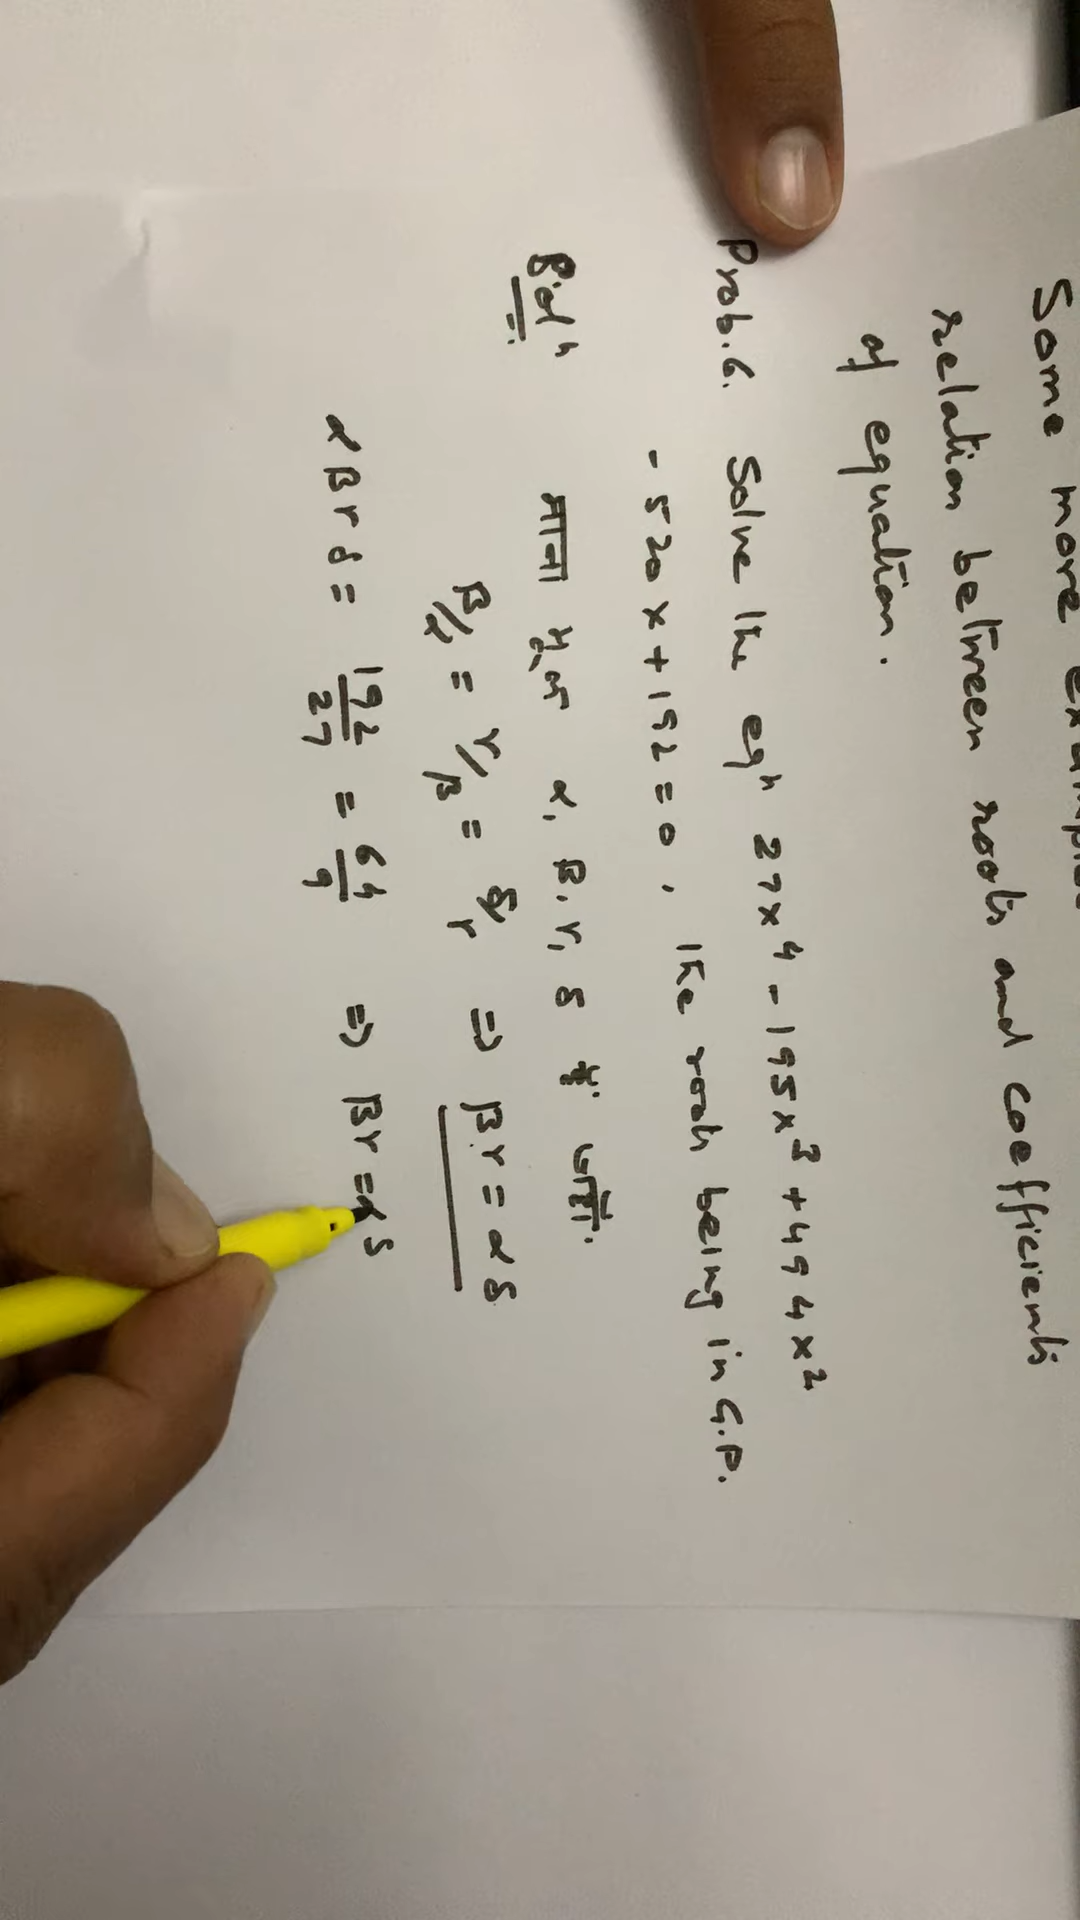 Some more examples
relation between roots and coefficients
of equation.
Prob.6. Solve the eqⁿ 27x⁴ - 195x³ + 494x²
- 520x + 192 = 0, the roots being in G.P.
Solⁿ माना मूल α, β, γ, δ हैं जहाँ
β/α = γ/β = δ/γ ⇒ βγ = αδ
αβγδ = 192/27 = 64/9 ⇒ βγ = αδ